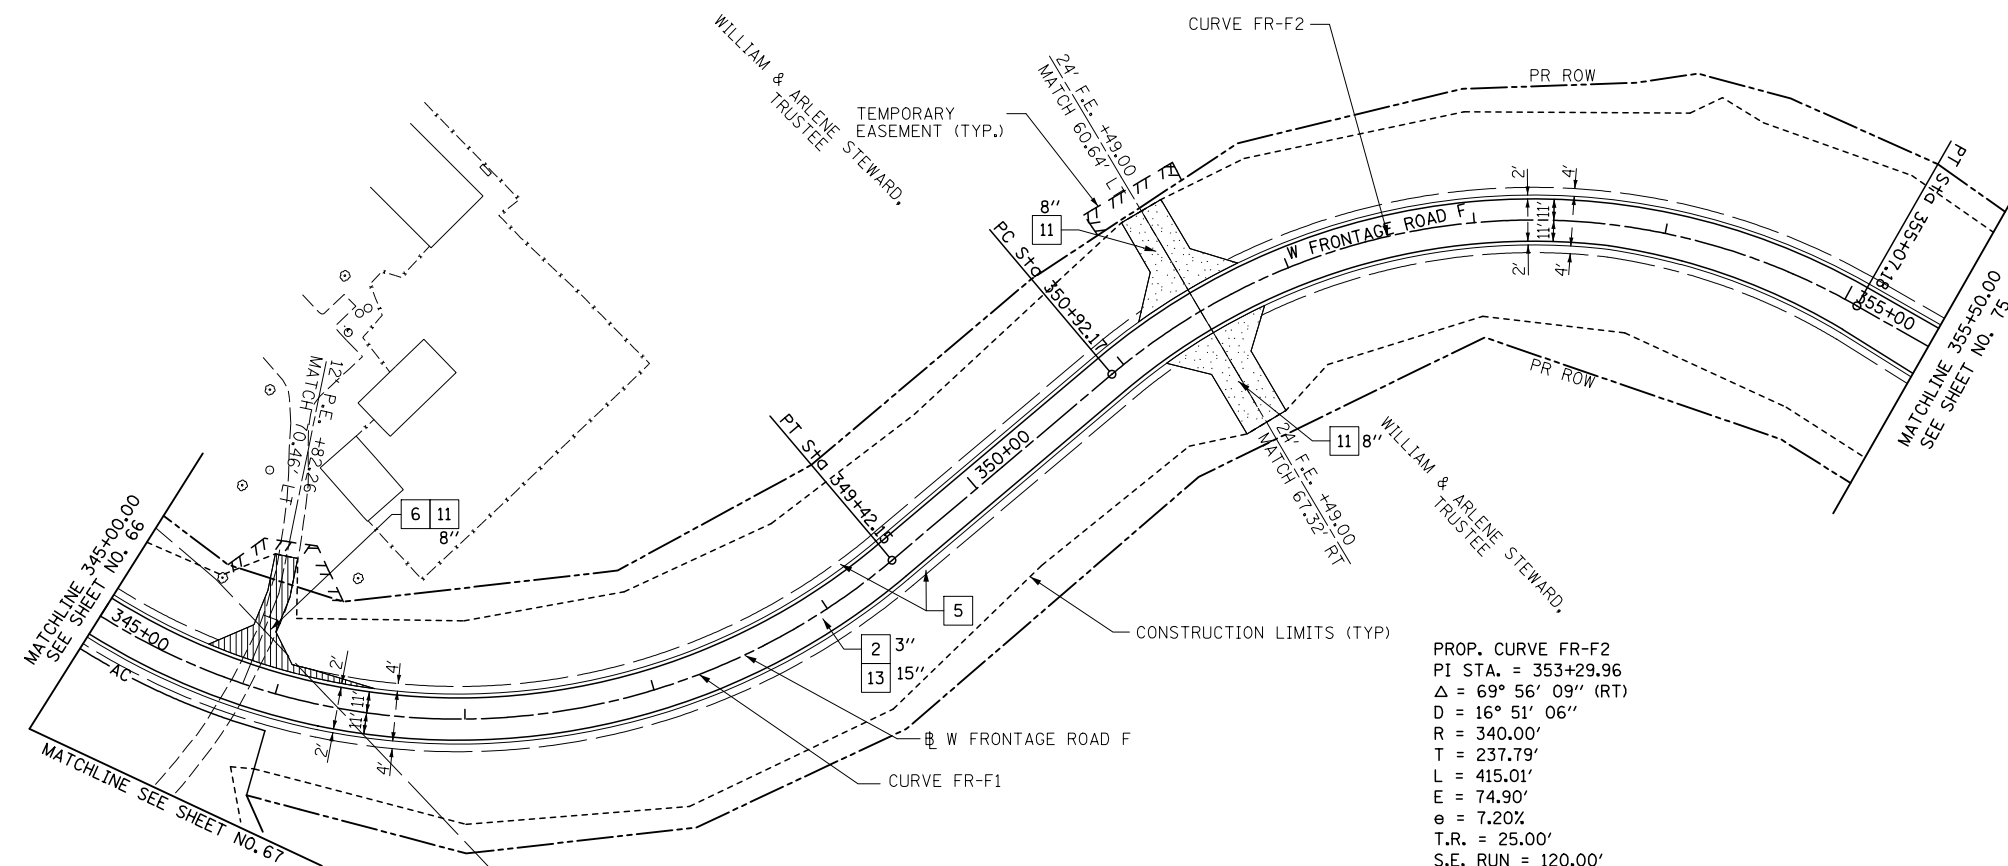 WILLIAM & ARLENE STEWARD,
TRUSTEE
CURVE FR-F2
24' F.E. +49.00
MATCH 60.64' LT
TEMPORARY
EASEMENT (TYP.)
PR ROW
8''
11
PC Sta 350+92.17
W FRONTAGE ROAD F
2'
4'
11'
11'
2'
4'
PT Sta 355+07.18
355+00
MATCHLINE 355+50.00
SEE SHEET NO. 75
PR ROW
12' P.E. +82.26
MATCH 70.46' LT
6
11
8''
PT Sta 349+42.15
350+00
11
8''
24' F.E. +49.00
MATCH 67.32' RT
WILLIAM & ARLENE STEWARD,
TRUSTEE
MATCHLINE 345+00.00
SEE SHEET NO. 66
345+00
AC
2'
4'
11'
11'
2'
4'
5
2
3''
13
15''
CONSTRUCTION LIMITS (TYP)
W FRONTAGE ROAD F
CURVE FR-F1
MATCHLINE SEE SHEET NO. 67
PROP. CURVE FR-F2
PI STA. = 353+29.96
Δ = 69° 56' 09'' (RT)
D = 16° 51' 06''
R = 340.00'
T = 237.79'
L = 415.01'
E = 74.90'
e = 7.20%
T.R. = 25.00'
S.E. RUN = 120.00'